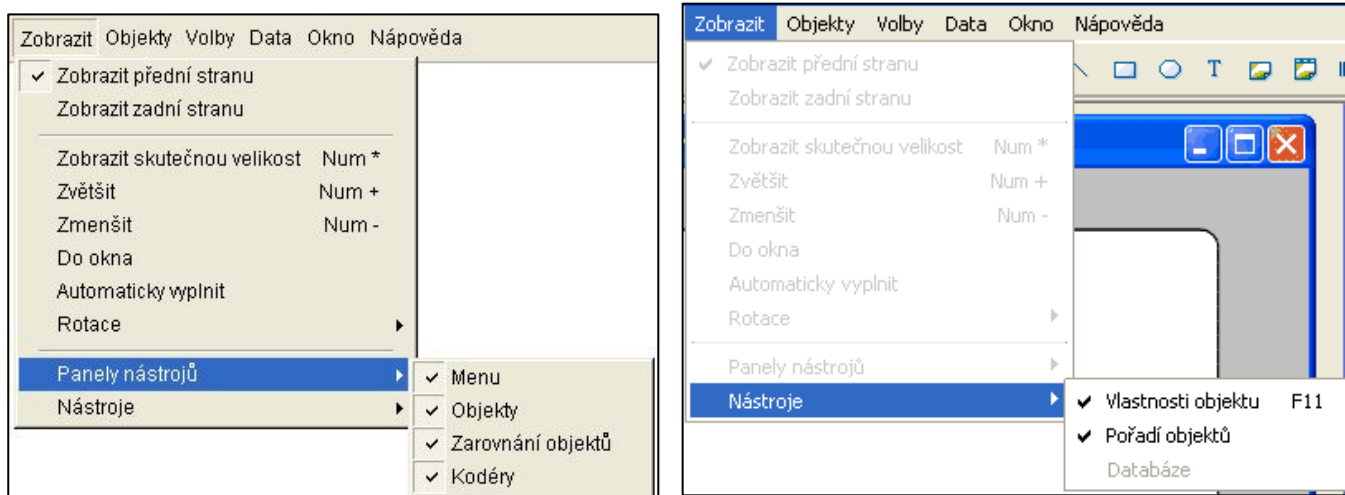 Zobrazit Objekty Volby Data Okno Nápověda
Zobrazit přední stranu
Zobrazit zadní stranu
Zobrazit skutečnou velikost Num *
Zvětšit Num +
Zmenšit Num -
Do okna
Automaticky vyplnit
Rotace
Panely nástrojů
Nástroje
Menu
Objekty
Zarovnání objektů
Kodéry
Zobrazit Objekty Volby Data Okno Nápověda
Zobrazit přední stranu
Zobrazit zadní stranu
Zobrazit skutečnou velikost Num *
Zvětšit Num +
Zmenšit Num -
Do okna
Automaticky vyplnit
Rotace
Panely nástrojů
Nástroje
Vlastnosti objektu F11
Pořadí objektů
Databáze
T